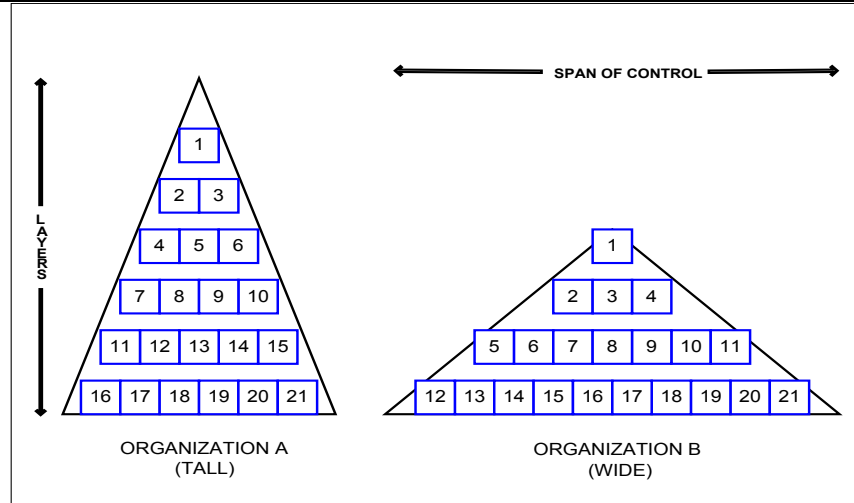 SPAN OF CONTROL
LAYERS
1
2 3
4 5 6
7 8 9 10
11 12 13 14 15
16 17 18 19 20 21
ORGANIZATION A
(TALL)
1
2 3 4
5 6 7 8 9 10 11
12 13 14 15 16 17 18 19 20 21
ORGANIZATION B
(WIDE)